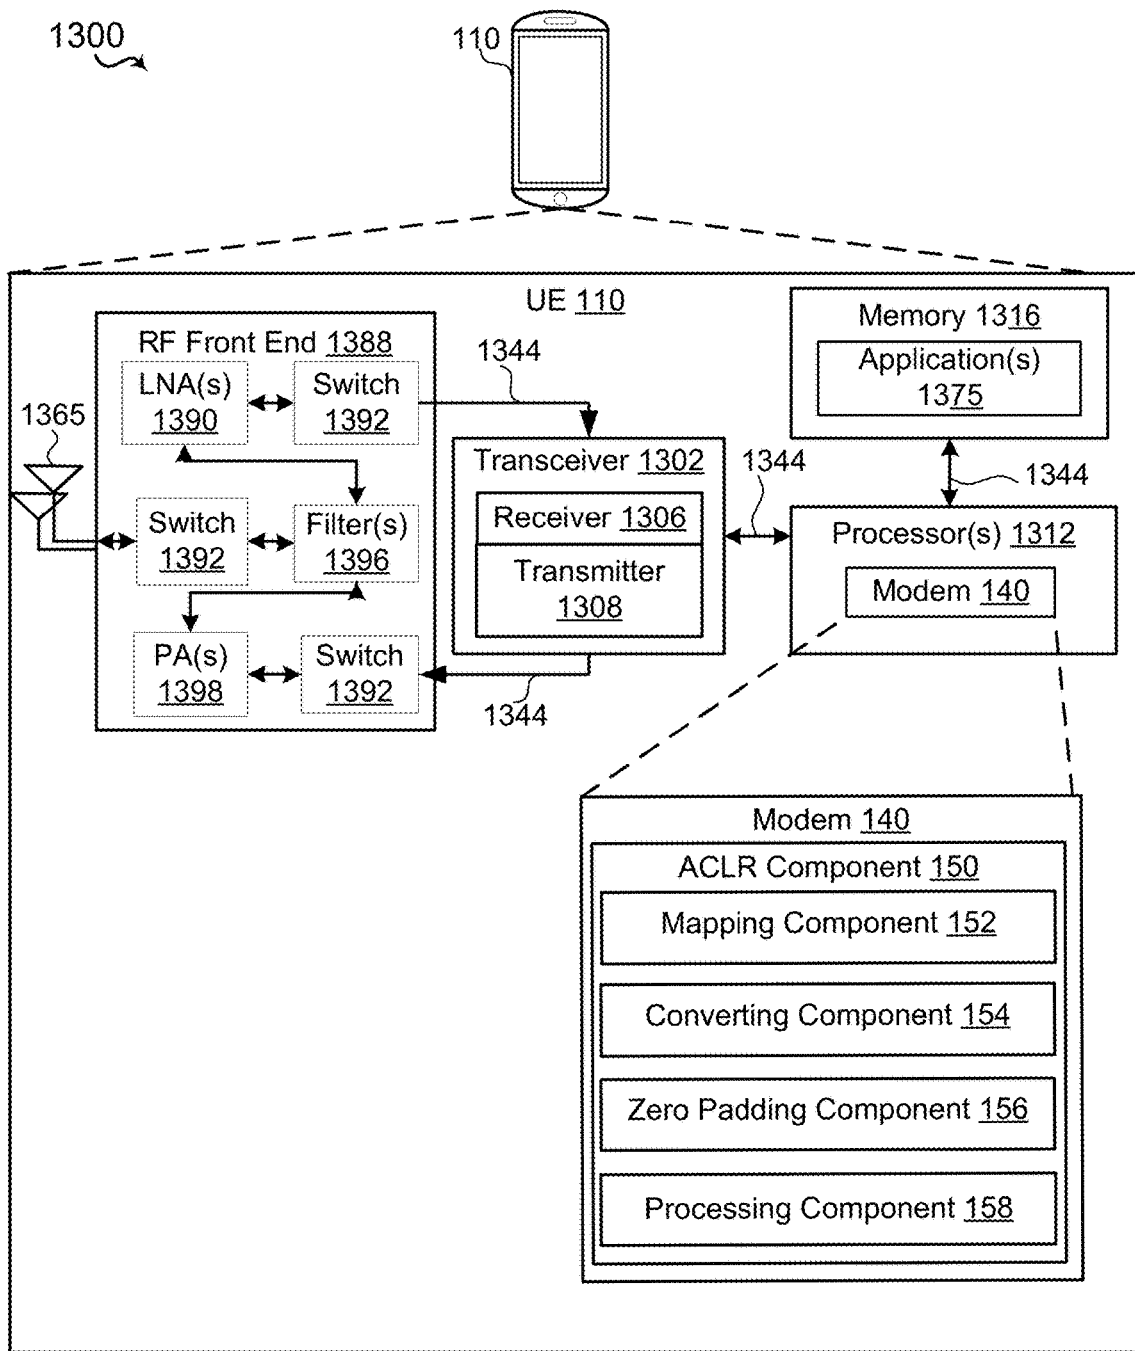 1300
110
UE 110
RF Front End 1388
LNA(s)
1390
Switch
1392
1344
1365
Switch
1392
Filter(s)
1396
PA(s)
1398
Switch
1392
1344
Transceiver 1302
Receiver 1306
Transmitter
1308
1344
Memory 1316
Application(s)
1375
1344
Processor(s) 1312
Modem 140
Modem 140
ACLR Component 150
Mapping Component 152
Converting Component 154
Zero Padding Component 156
Processing Component 158